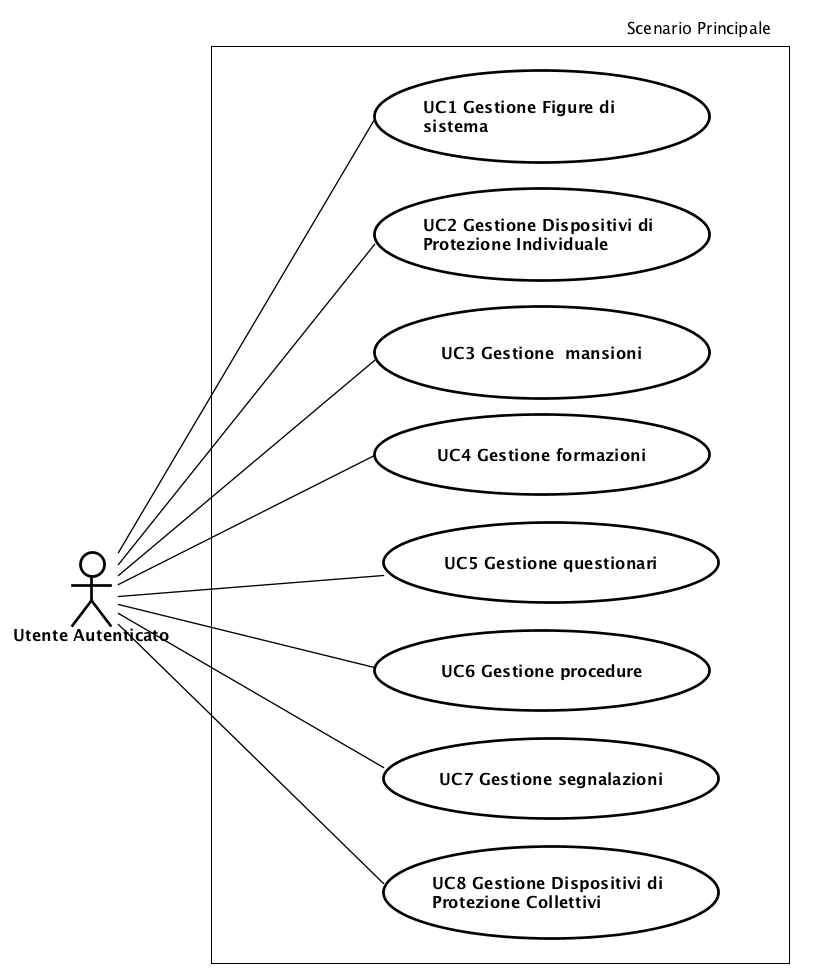 Scenario Principale
UC1 Gestione Figure di
sistema
UC2 Gestione Dispositivi di
Protezione Individuale
UC3 Gestione  mansioni
UC4 Gestione formazioni
UC5 Gestione questionari
Utente Autenticato
UC6 Gestione procedure
UC7 Gestione segnalazioni
UC8 Gestione Dispositivi di
Protezione Collettivi